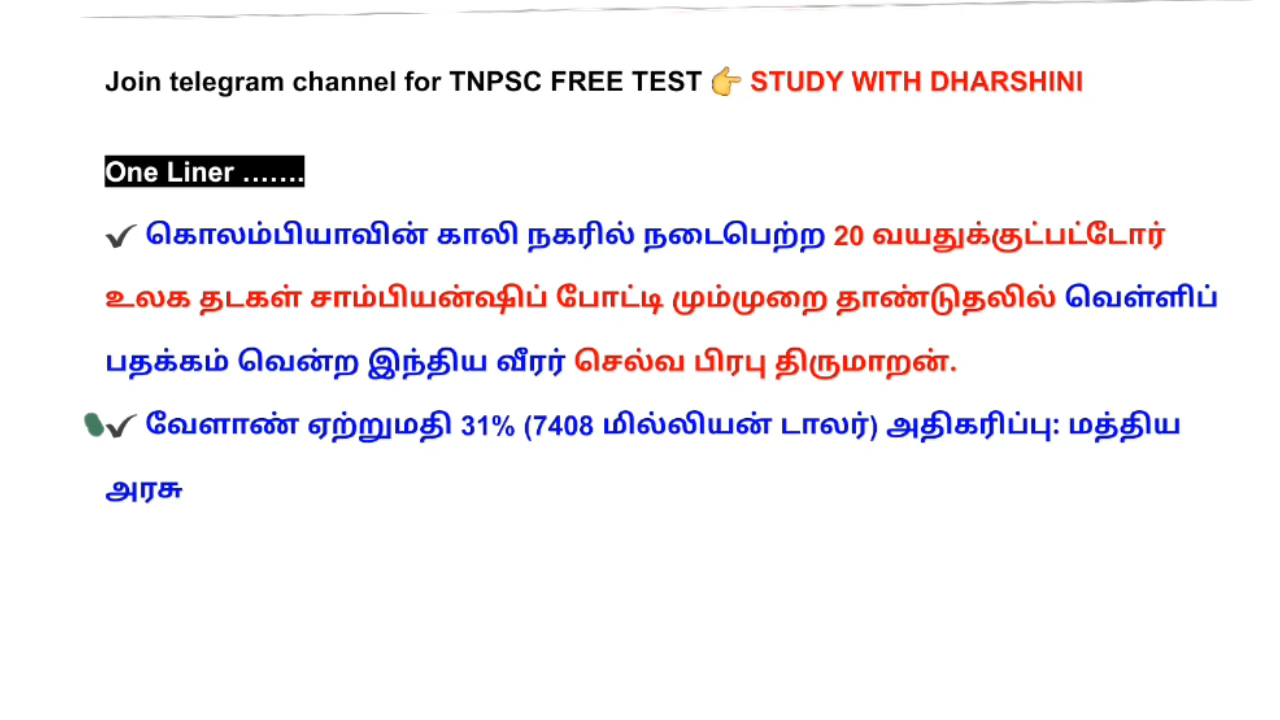 Join telegram channel for TNPSC FREE TEST 👉 STUDY WITH DHARSHINI
One Liner .......
✔ கொலம்பியாவின் காலி நகரில் நடைபெற்ற 20 வயதுக்குட்பட்டோர்
உலக தடகள் சாம்பியன்ஷிப் போட்டி மும்முறை தாண்டுதலில் வெள்ளிப்
பதக்கம் வென்ற இந்திய வீரர் செல்வ பிரபு திருமாறன்.
✔ வேளாண் ஏற்றுமதி 31% (7408 மில்லியன் டாலர்) அதிகரிப்பு: மத்திய
அரசு